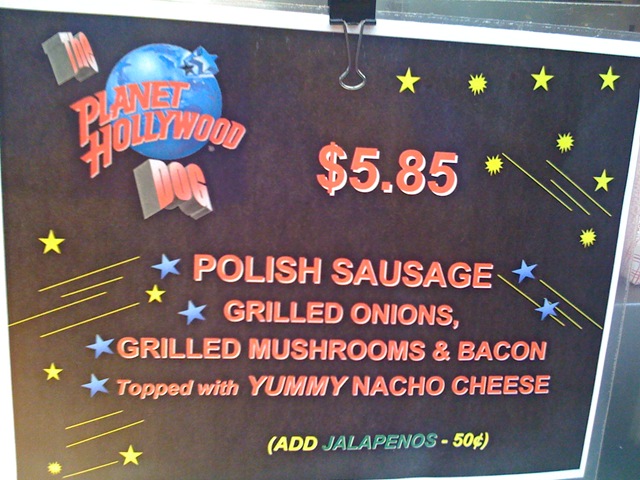 THE
PLANET
HOLLYWOOD
DOG
$5.85
POLISH SAUSAGE
GRILLED ONIONS,
GRILLED MUSHROOMS & BACON
Topped with YUMMY NACHO CHEESE
(ADD JALAPENOS - 50¢)